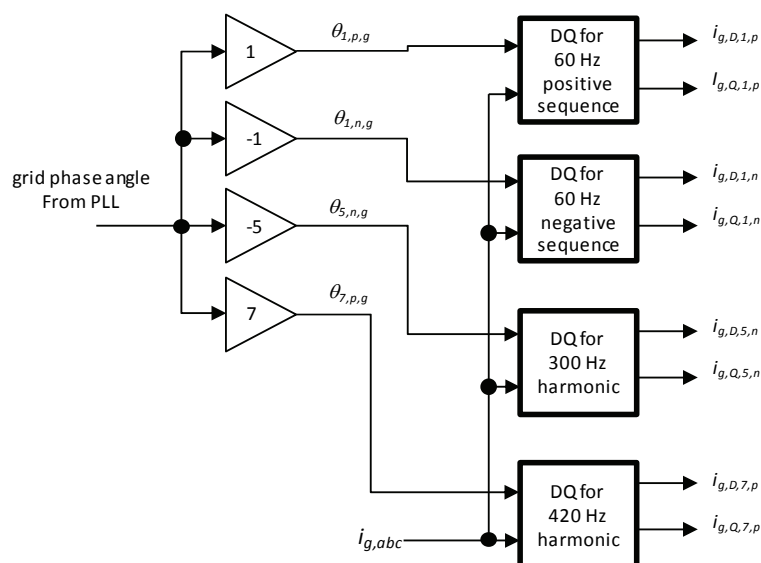 grid phase angle
From PLL
1
-1
-5
7
θ1,p,g
θ1,n,g
θ5,n,g
θ7,p,g
DQ for
60 Hz
positive
sequence
ig,D,1,p
Ig,Q,1,p
DQ for
60 Hz
negative
sequence
ig,D,1,n
ig,Q,1,n
DQ for
300 Hz
harmonic
ig,D,5,n
ig,Q,5,n
DQ for
420 Hz
harmonic
ig,D,7,p
ig,Q,7,p
ig,abc